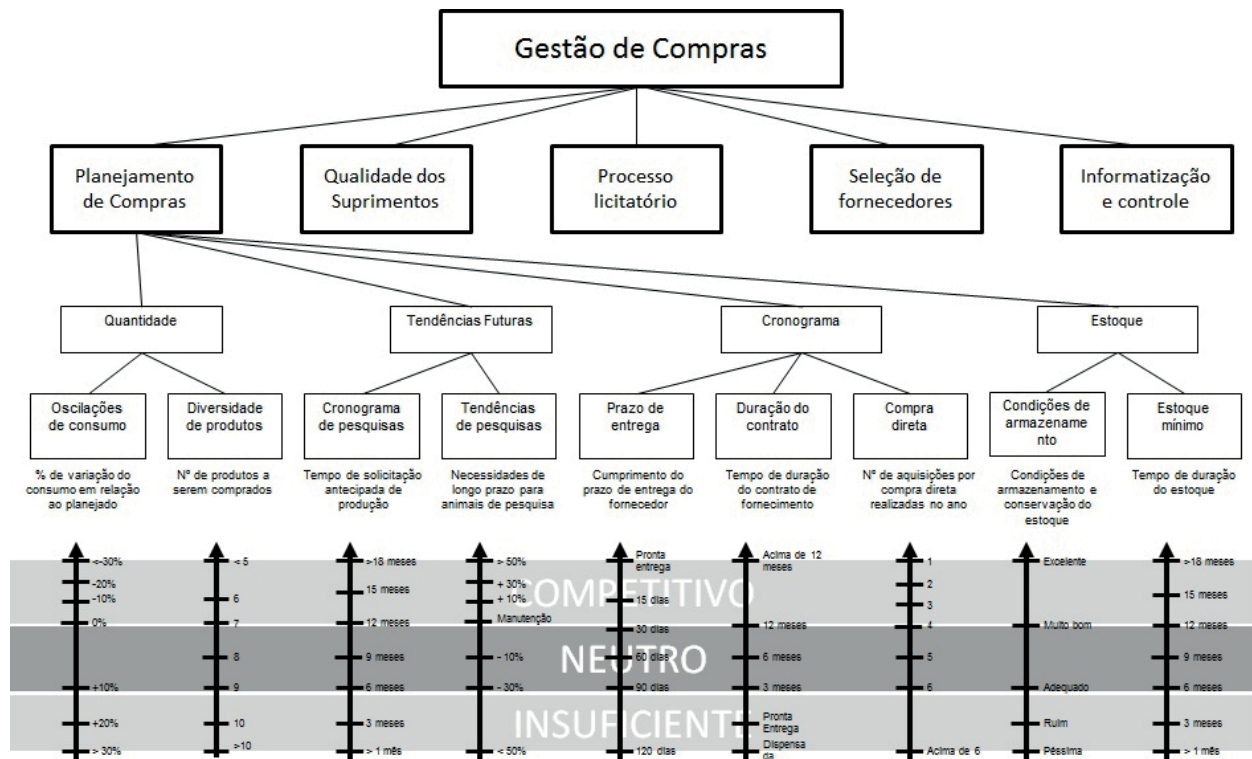 Gestão de Compras
Planejamento
de Compras
Qualidade dos
Suprimentos
Processo
licitatório
Seleção de
fornecedores
Informatização
e controle
Quantidade
Tendências Futuras
Cronograma
Estoque
Oscilações
de consumo
Diversidade
de produtos
Cronograma
de pesquisas
Tendências
de pesquisas
Prazo de
entrega
Duração do
contrato
Compra
direta
Condições de
armazename
nto
Estoque
mínimo
% de variação do
consumo em relação
ao planejado
Nº de produtos a
serem comprados
Tempo de solicitação
antecipada de
produção
Necessidades de
longo prazo para
animais de pesquisa
Cumprimento do
prazo de entrega do
fornecedor
Tempo de duração
do contrato de
fornecimento
Nº de aquisições por
compra direta
realizadas no ano
Condições de
armazenamento e
conservação do
estoque
Tempo de duração
do estoque
COMPETITIVO
NEUTRO
INSUFICIENTE
<-30%
-20%
-10%
0%
+10%
+20%
> 30%
< 5
6
7
8
9
10
>10
>18 meses
15 meses
12 meses
9 meses
6 meses
3 meses
> 1 mês
> 50%
+ 30%
+ 10%
Manutenção
- 10%
- 30%
< 50%
Pronta
entrega
15 dias
30 dias
60 dias
90 dias
120 dias
Acima de 12
meses
12 meses
6 meses
3 meses
Pronta
Entrega
Dispensa
da
1
2
3
4
5
6
Acima de 6
Excelente
Muito bom
Adequado
Ruim
Péssima
>18 meses
15 meses
12 meses
9 meses
6 meses
3 meses
> 1 mês